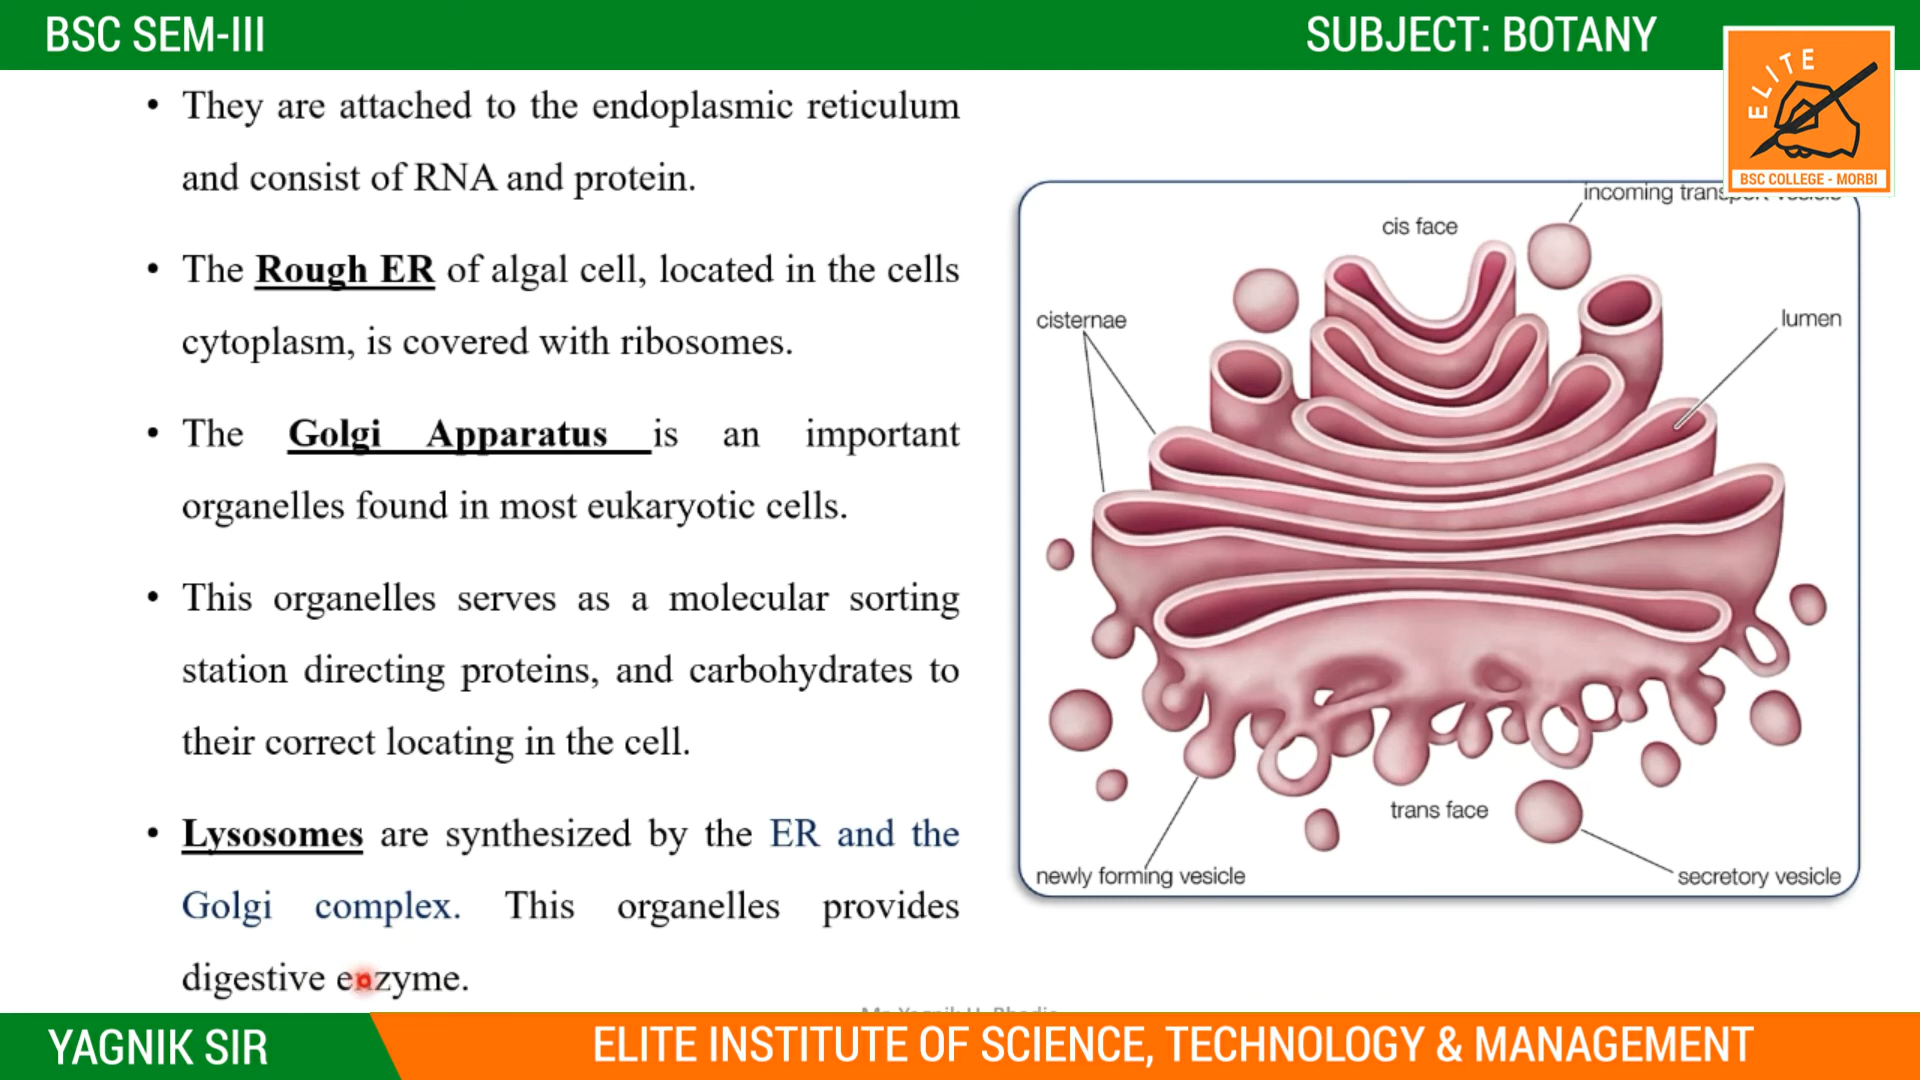 BSC SEM-III
SUBJECT: BOTANY
ELITE
BSC COLLEGE - MORBI
• They are attached to the endoplasmic reticulum
and consist of RNA and protein.
• The Rough ER of algal cell, located in the cells
cytoplasm, is covered with ribosomes.
• The Golgi Apparatus is an important
organelles found in most eukaryotic cells.
• This organelles serves as a molecular sorting
station directing proteins, and carbohydrates to
their correct locating in the cell.
• Lysosomes are synthesized by the ER and the
Golgi complex. This organelles provides
digestive enzyme.
incoming transport vesicle
cis face
cisternae
lumen
trans face
newly forming vesicle
secretory vesicle
YAGNIK SIR
ELITE INSTITUTE OF SCIENCE, TECHNOLOGY & MANAGEMENT